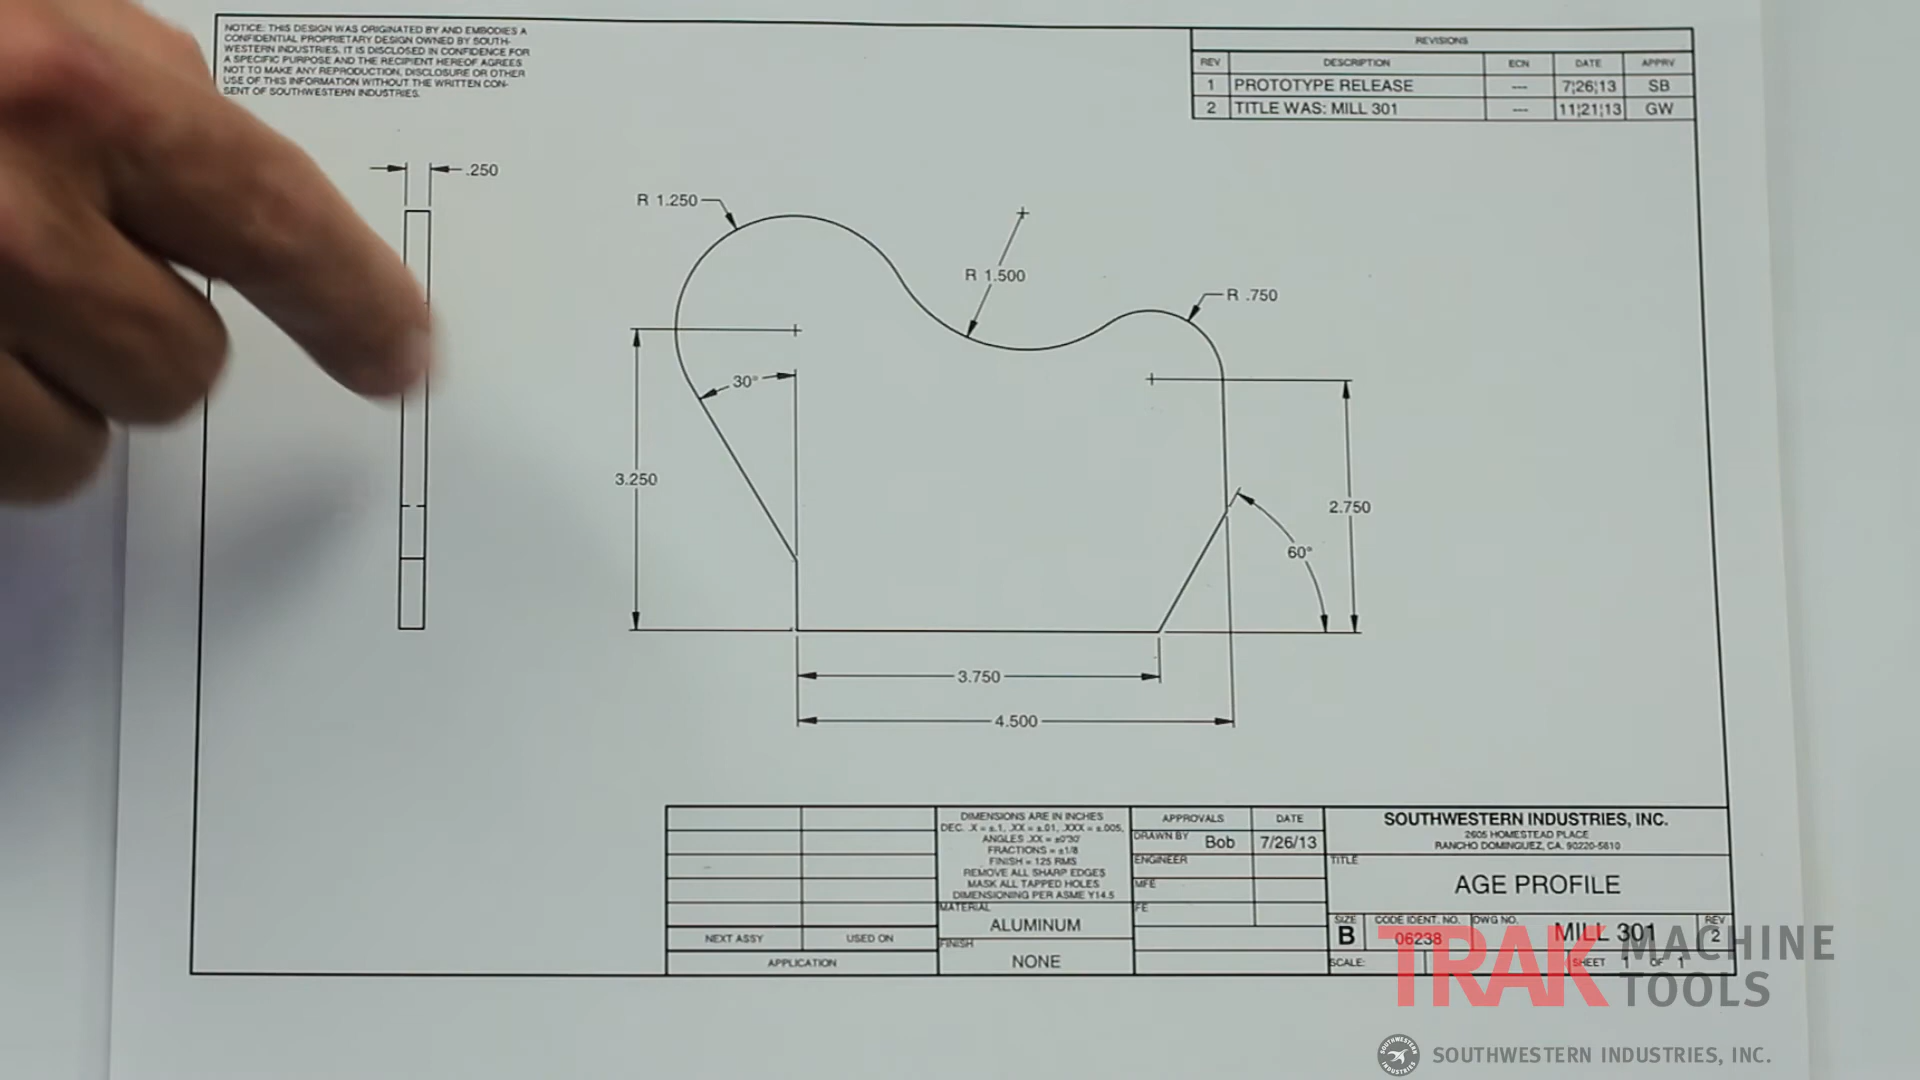 NOTICE: THIS DESIGN WAS ORIGINATED BY AND EMBODIES A
CONFIDENTIAL PROPRIETARY DESIGN OWNED BY SOUTH-
WESTERN INDUSTRIES. IT IS DISCLOSED IN CONFIDENCE FOR
A SPECIFIC PURPOSE AND THE RECIPIENT HEREOF AGREES
NOT TO MAKE ANY REPRODUCTION, DISCLOSURE OR OTHER
USE OF THIS INFORMATION WITHOUT THE WRITTEN CON-
SENT OF SOUTHWESTERN INDUSTRIES.
REVISIONS
REV DESCRIPTION ECN DATE APPRV
1 PROTOTYPE RELEASE --- 7¦26¦13 SB
2 TITLE WAS: MILL 301 --- 11¦21¦13 GW
.250
R 1.250
R 1.500
R .750
30°
3.250
2.750
60°
3.750
4.500
DIMENSIONS ARE IN INCHES
DEC. .X = ±.1, .XX = ±.01, .XXX = ±.005,
ANGLES .XX = ±0°30'
FRACTIONS = ±1/8
FINISH = 125 RMS
REMOVE ALL SHARP EDGES
MASK ALL TAPPED HOLES
DIMENSIONING PER ASME Y14.5
MATERIAL
ALUMINUM
FINISH
NONE
NEXT ASSY USED ON
APPLICATION
APPROVALS DATE
DRAWN BY Bob 7/26/13
ENGINEER
MFE
FE
SOUTHWESTERN INDUSTRIES, INC.
2605 HOMESTEAD PLACE
RANCHO DOMINGUEZ, CA. 90220-5610
TITLE
AGE PROFILE
SIZE CODE IDENT. NO. DWG NO. REV
B 06238 MILL 301 2
SCALE: SHEET 1 OF 1
TRAK MACHINE
TOOLS
SOUTHWESTERN
INDUSTRIES
SOUTHWESTERN INDUSTRIES, INC.